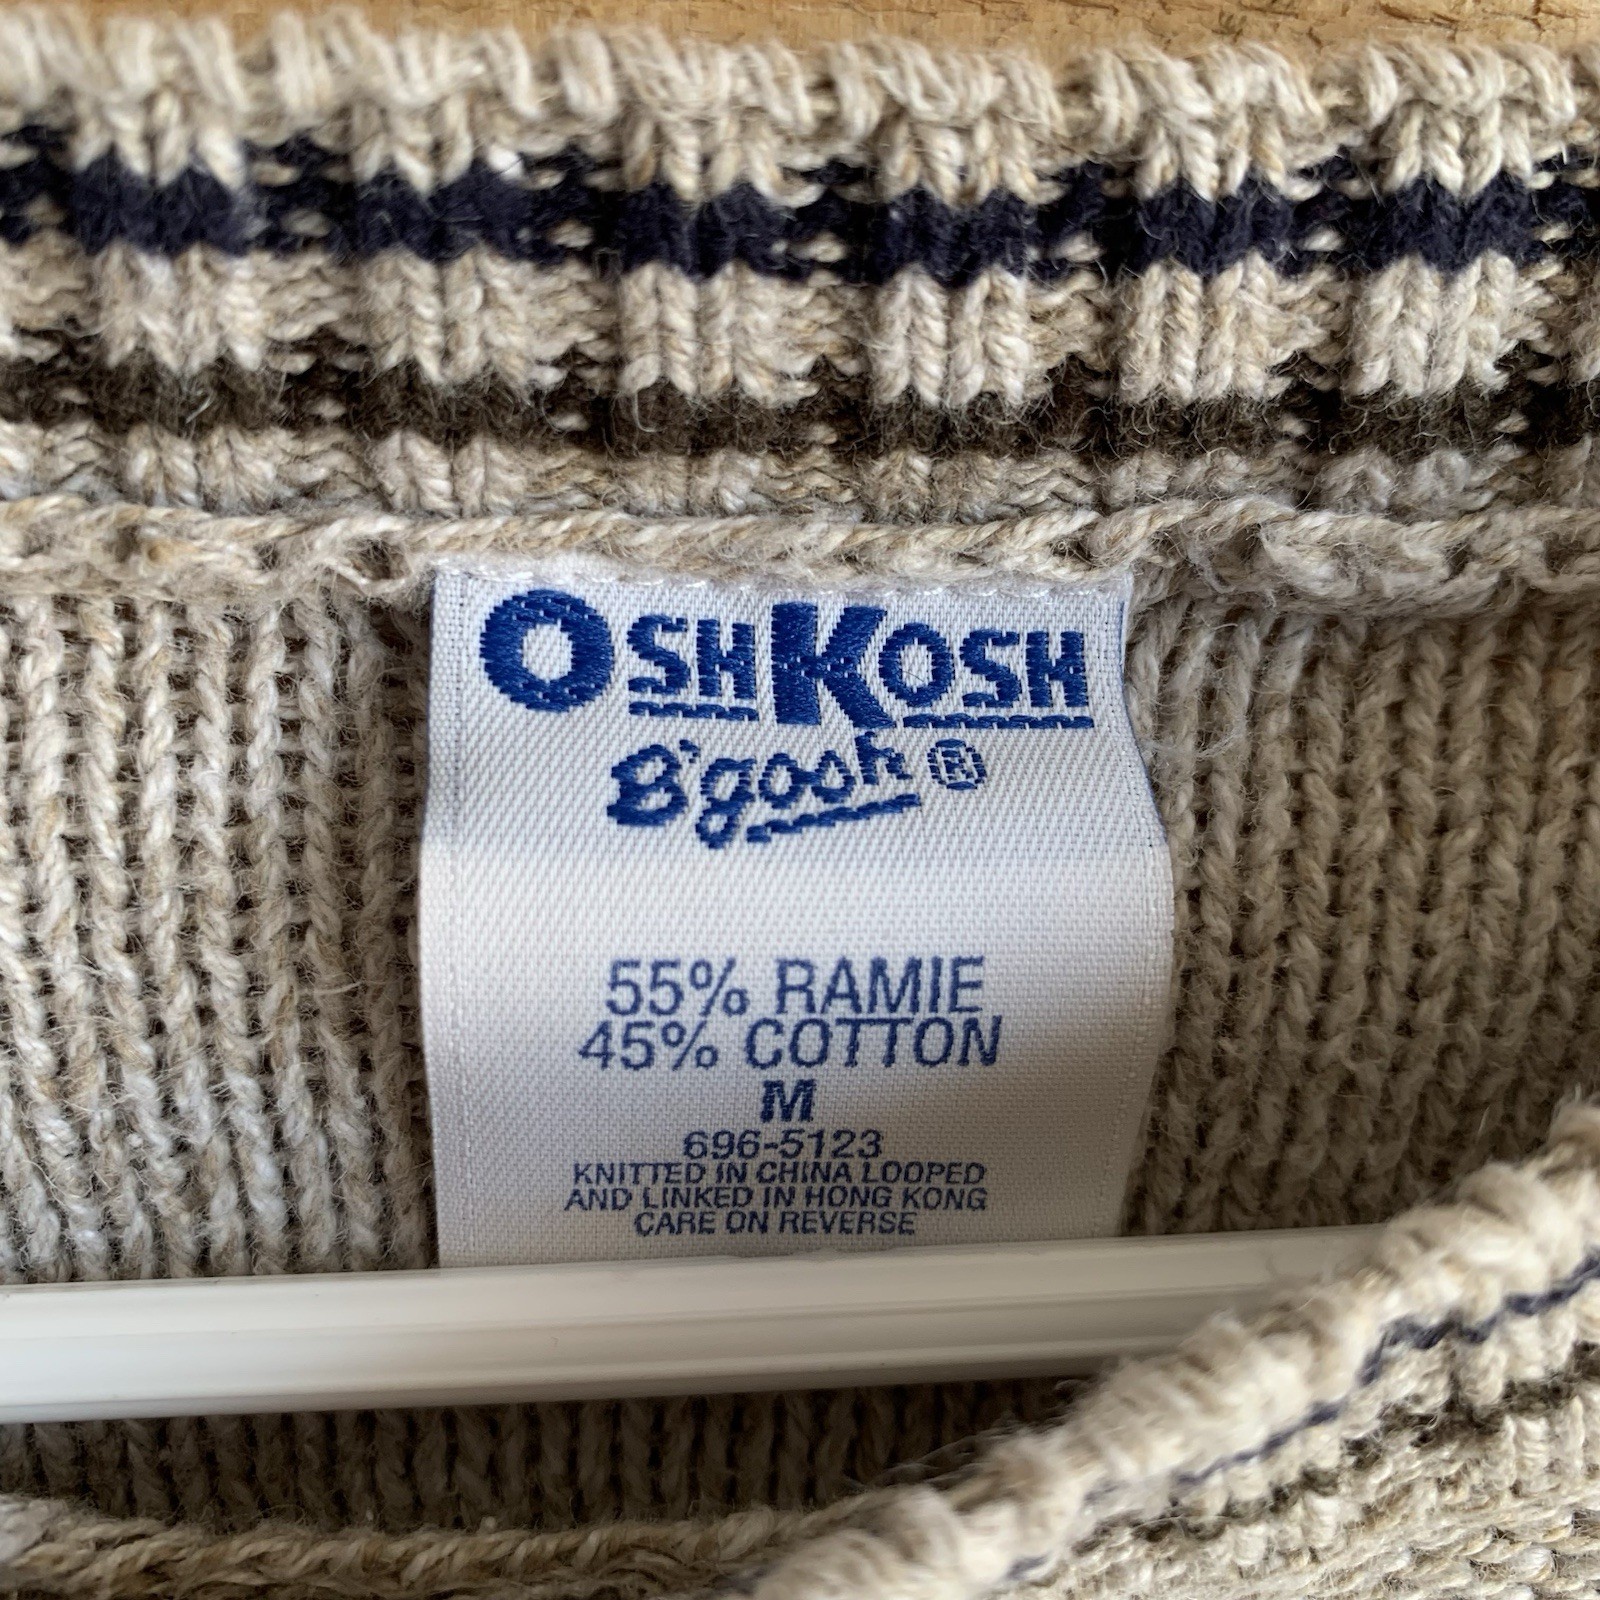 OSHKOSH
B'gosh®
55% RAMIE
45% COTTON
M
696-5123
KNITTED IN CHINA LOOPED
AND LINKED IN HONG KONG
CARE ON REVERSE